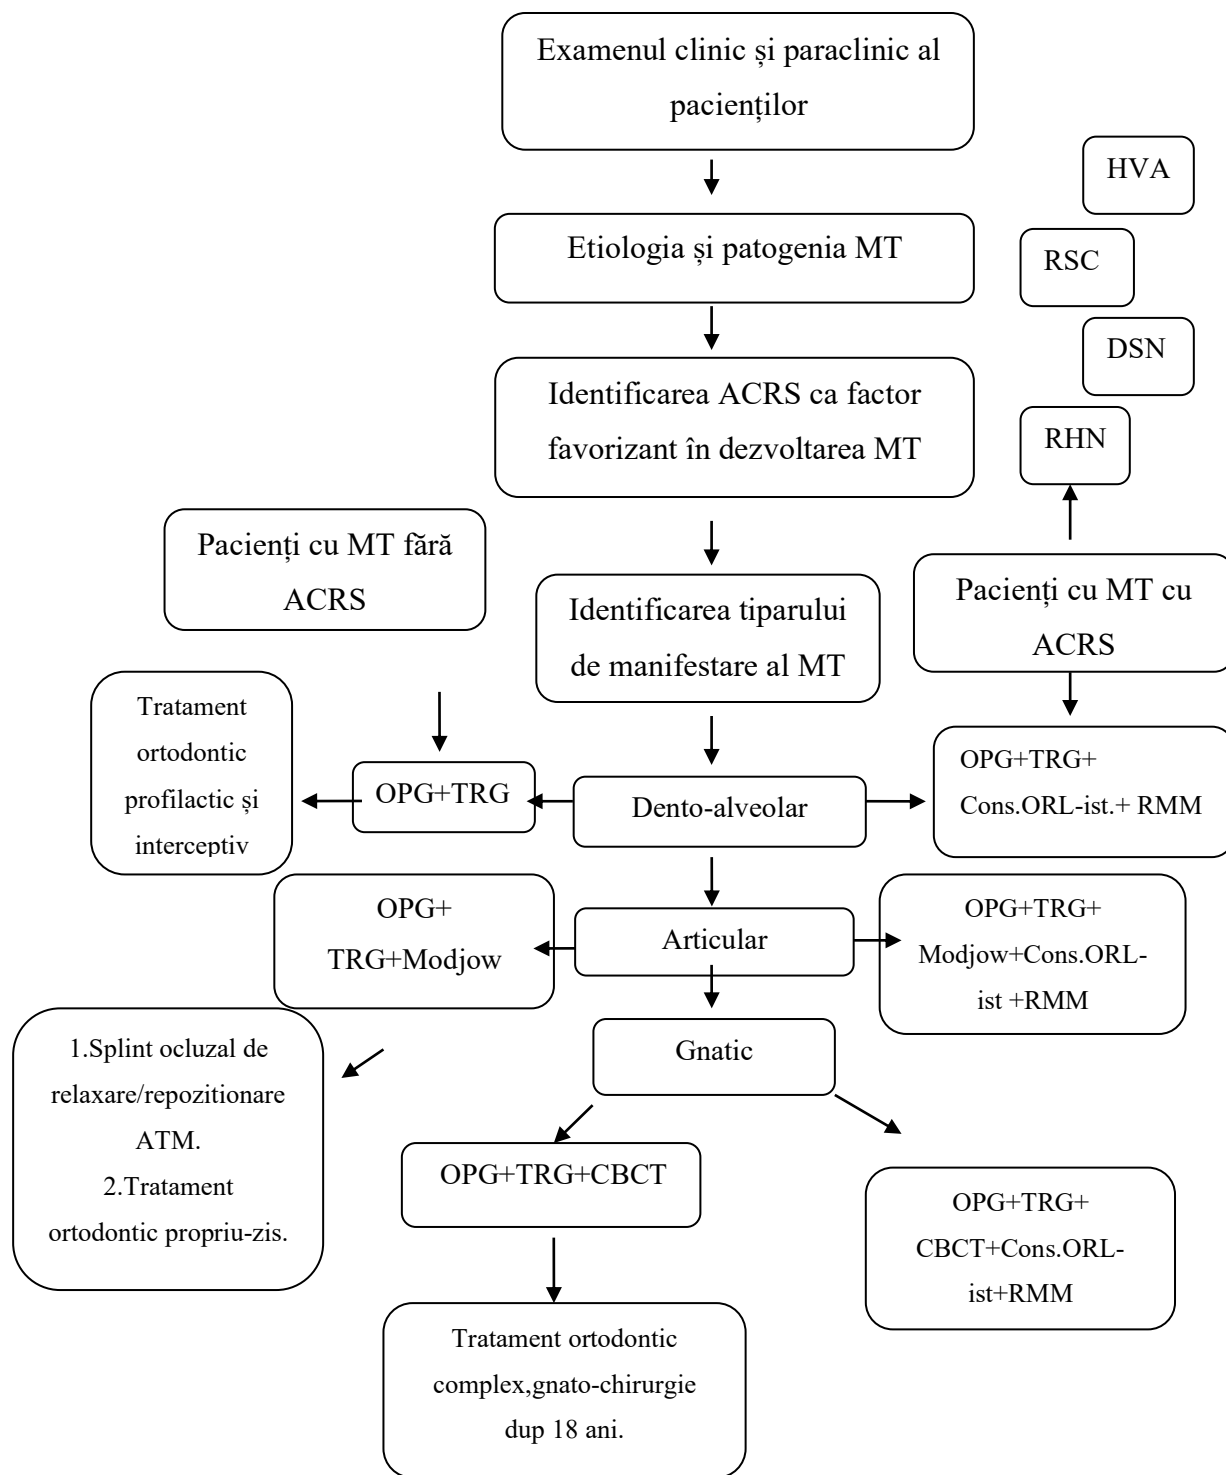 Examenul clinic și paraclinic al
pacienților
HVA
Etiologia și patogenia MT
RSC
DSN
Identificarea ACRS ca factor
favorizant în dezvoltarea MT
RHN
Pacienți cu MT fără
ACRS
Identificarea tiparului
de manifestare al MT
Pacienți cu MT cu
ACRS
Tratament
ortodontic
profilactic și
interceptiv
OPG+TRG
Dento-alveolar
OPG+TRG+
Cons.ORL-ist.+ RMM
OPG+
TRG+Modjow
Articular
OPG+TRG+
Modjow+Cons.ORL-
ist +RMM
1.Splint ocluzal de
relaxare/repozitionare
ATM.
2.Tratament
ortodontic propriu-zis.
Gnatic
OPG+TRG+CBCT
OPG+TRG+
CBCT+Cons.ORL-
ist+RMM
Tratament ortodontic
complex,gnato-chirurgie
dup 18 ani.